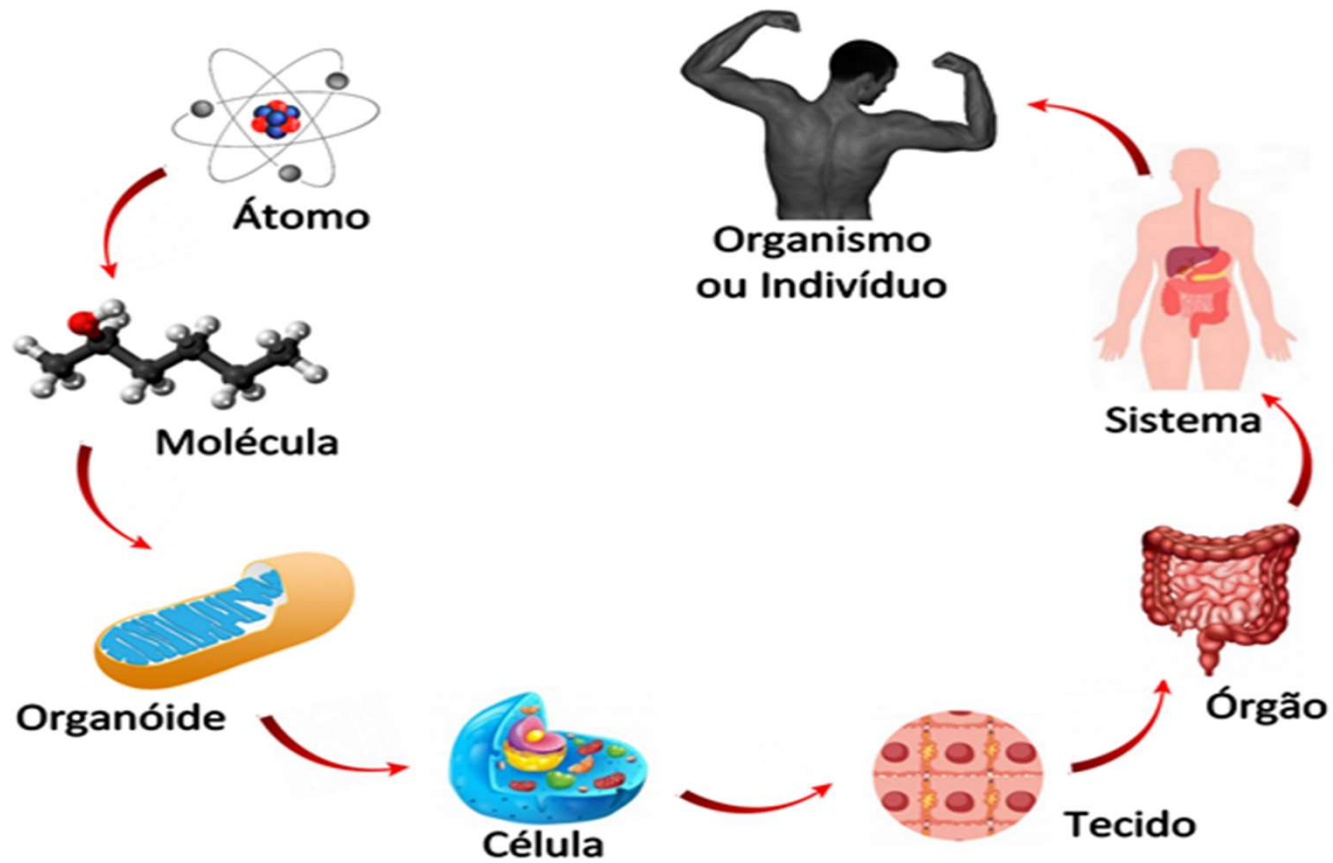 Átomo
Molécula
Organóide
Célula
Tecido
Órgão
Sistema
Organismo
ou Indivíduo